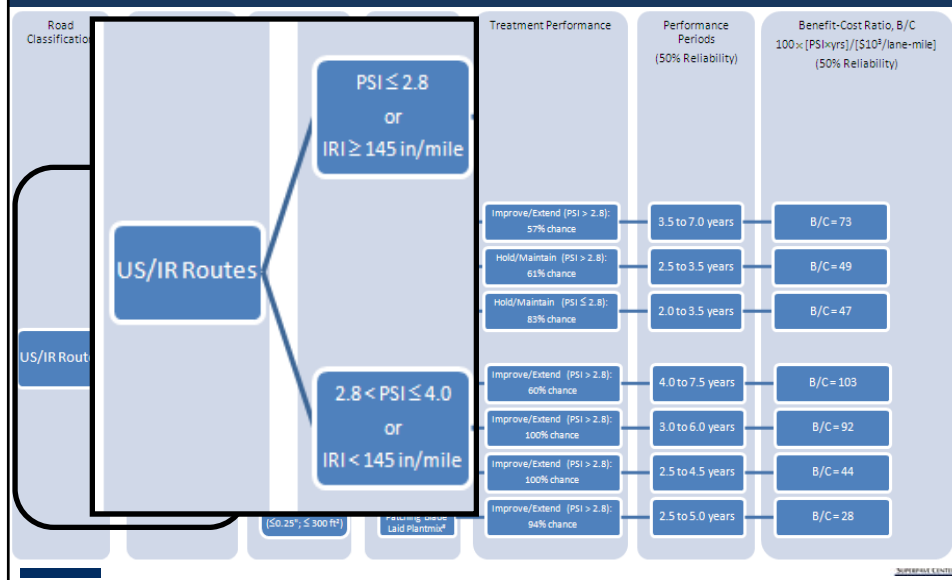 Road
Classification
Treatment Performance
Performance
Periods
(50% Reliability)
Benefit-Cost Ratio, B/C
100×[PSI×yrs]/[$10³/lane-mile]
(50% Reliability)
PSI ≤ 2.8
or
IRI ≥ 145 in/mile
US/IR Routes
2.8 < PSI ≤ 4.0
or
IRI < 145 in/mile
US/IR
Improve/Extend (PSI > 2.8):
57% chance
3.5 to 7.0 years
B/C = 73
Hold/Maintain (PSI > 2.8):
61% chance
2.5 to 3.5 years
B/C = 49
Hold/Maintain (PSI ≤ 2.8):
83% chance
2.0 to 3.5 years
B/C = 47
Improve/Extend (PSI > 2.8):
60% chance
4.0 to 7.5 years
B/C = 103
Improve/Extend (PSI > 2.8):
100% chance
3.0 to 6.0 years
B/C = 92
Improve/Extend (PSI > 2.8):
100% chance
2.5 to 4.5 years
B/C = 44
(≤0.25"; ≤ 300 ft²)
Patching Blade
Laid Plantmix
Improve/Extend (PSI > 2.8):
94% chance
2.5 to 5.0 years
B/C = 28